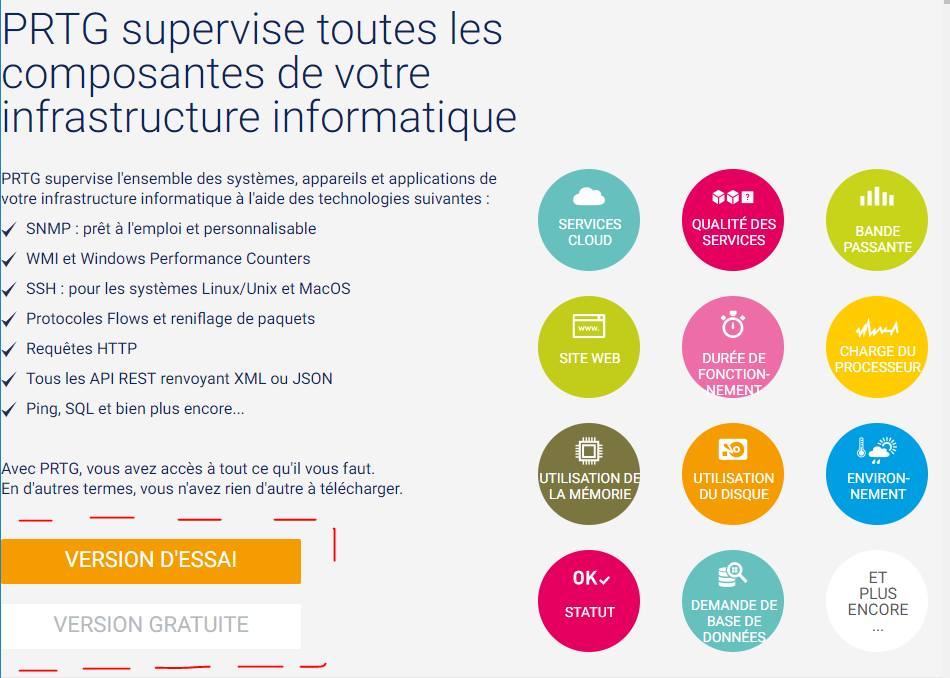 PRTG supervise toutes les
composantes de votre
infrastructure informatique
PRTG supervise l'ensemble des systèmes, appareils et applications de
votre infrastructure informatique à l'aide des technologies suivantes :
SNMP : prêt à l'emploi et personnalisable
WMI et Windows Performance Counters
SSH : pour les systèmes Linux/Unix et MacOS
Protocoles Flows et reniflage de paquets
Requêtes HTTP
Tous les API REST renvoyant XML ou JSON
Ping, SQL et bien plus encore...
Avec PRTG, vous avez accès à tout ce qu'il vous faut.
En d'autres termes, vous n'avez rien d'autre à télécharger.
VERSION D'ESSAI
VERSION GRATUITE
SERVICES
CLOUD
?
QUALITÉ DES
SERVICES
BANDE
PASSANTE
www.
SITE WEB
DURÉE DE
FONCTION-
NEMENT
CHARGE DU
PROCESSEUR
UTILISATION DE
LA MÉMOIRE
UTILISATION
DU DISQUE
ENVIRON-
NEMENT
OK
STATUT
DEMANDE DE
BASE DE
DONNÉES
ET
PLUS
ENCORE
...